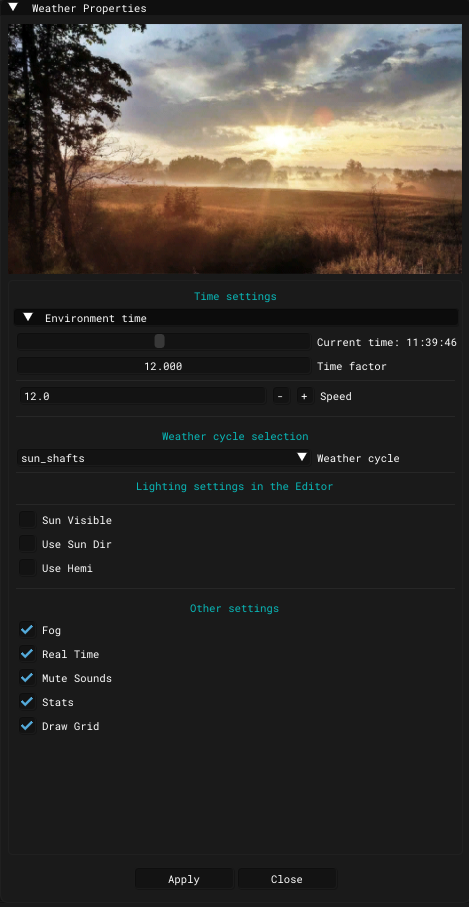 Weather Properties
Time settings
Environment time
Current time: 11:39:46
12.000 Time factor
12.0 - + Speed
Weather cycle selection
sun_shafts Weather cycle
Lighting settings in the Editor
Sun Visible
Use Sun Dir
Use Hemi
Other settings
Fog
Real Time
Mute Sounds
Stats
Draw Grid
Apply Close